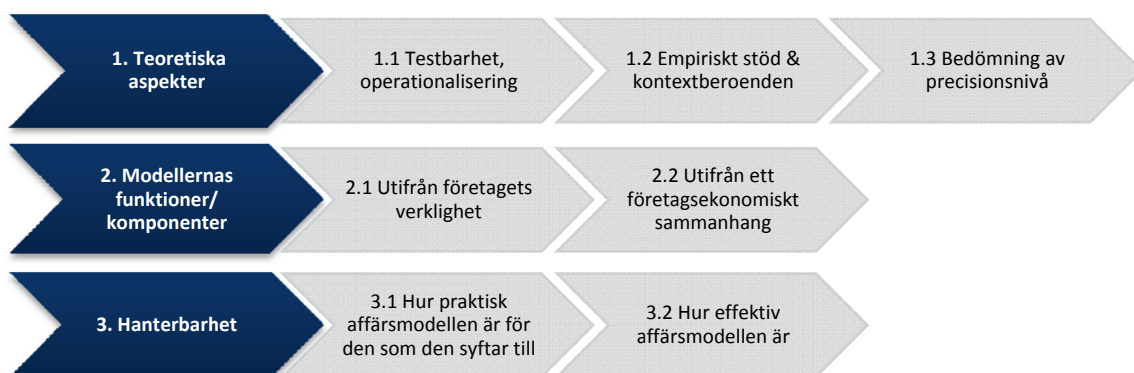 1. Teoretiska
aspekter
1.1 Testbarhet,
operationalisering
1.2 Empiriskt stöd &
kontextberoenden
1.3 Bedömning av
precisionsnivå
2. Modellernas
funktioner/
komponenter
2.1 Utifrån företagets
verklighet
2.2 Utifrån ett
företagsekonomiskt
sammanhang
3. Hanterbarhet
3.1 Hur praktisk
affärsmodellen är för
den som den syftar till
3.2 Hur effektiv
affärsmodellen är